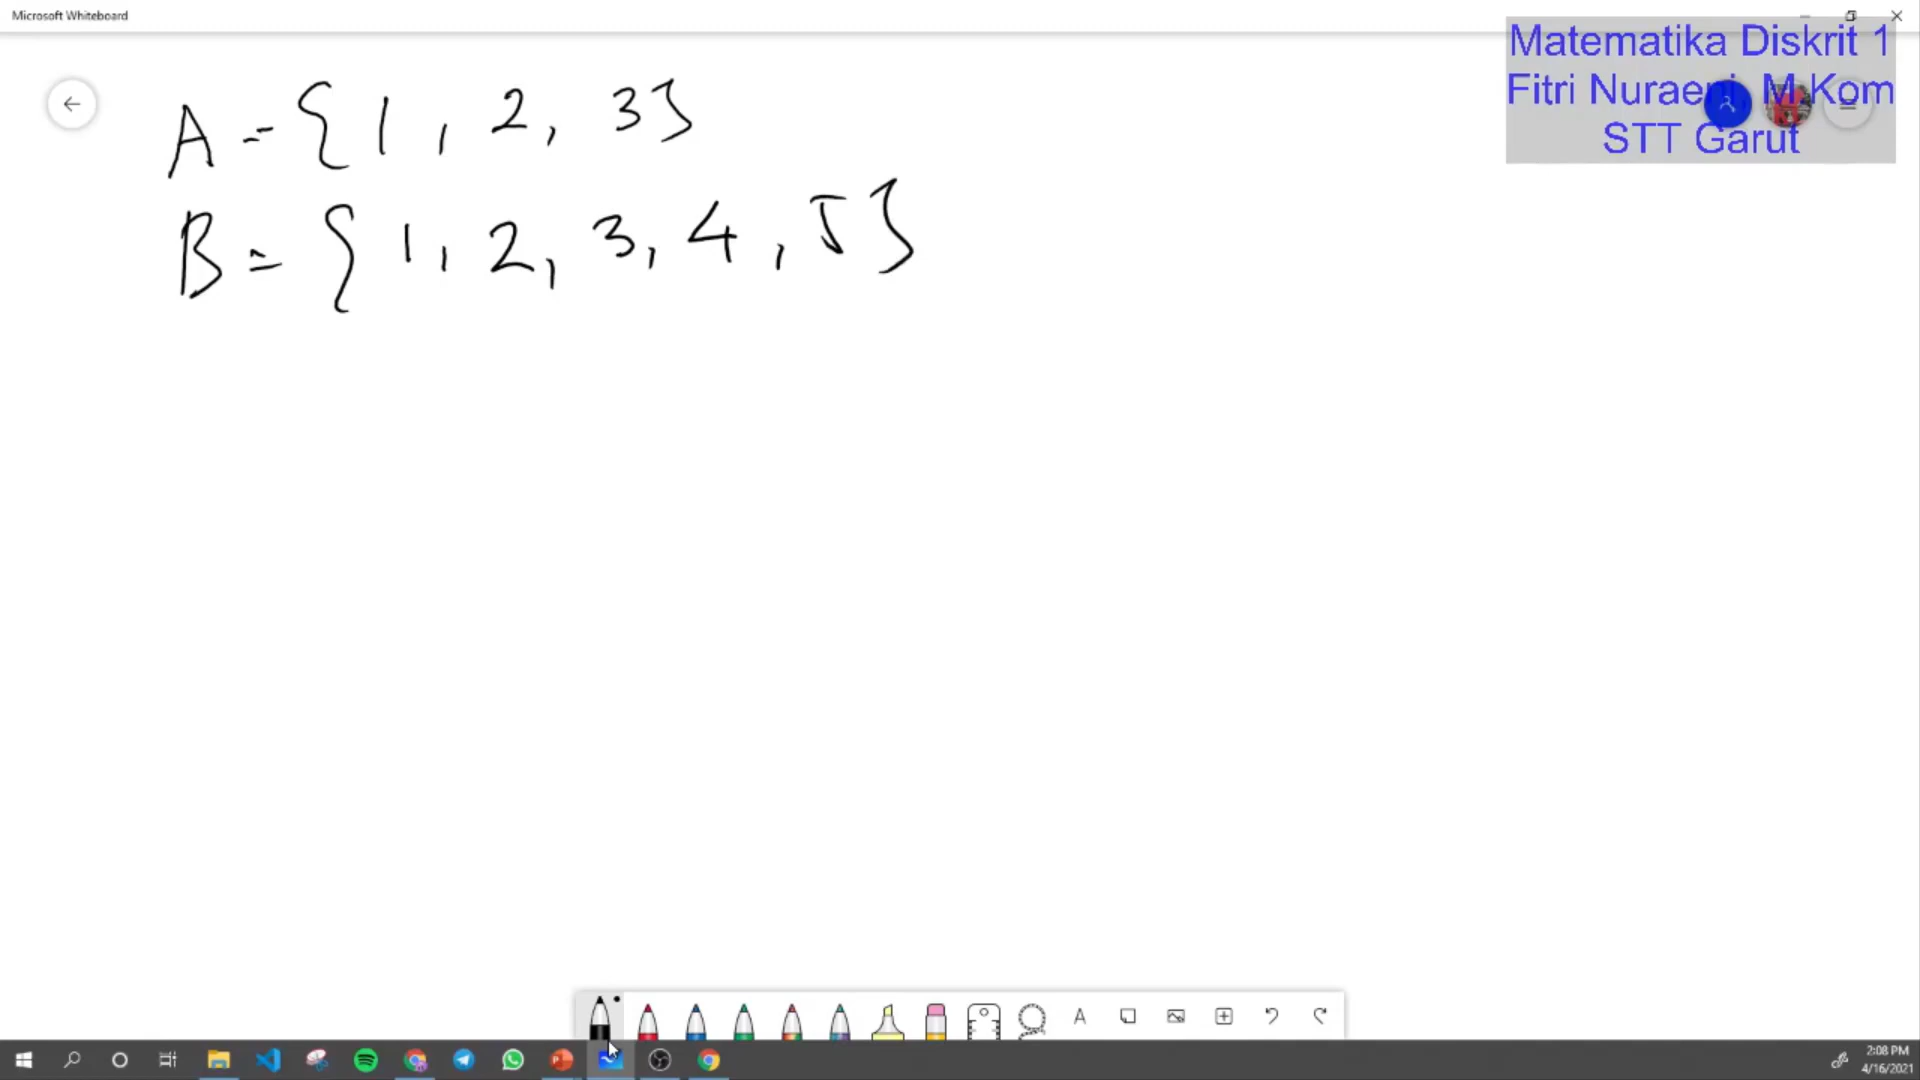 Microsoft Whiteboard
Matematika Diskrit 1
Fitri Nuraeni, M.Kom
STT Garut
A = {1, 2, 3}
B = {1, 2, 3, 4, 5}
A
2:08 PM
4/16/2021